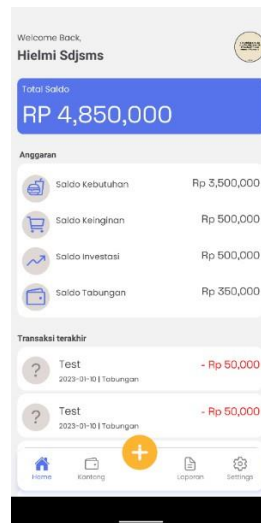 Welcome Back,
Hielmi Sdjsms
Total Saldo
RP 4,850,000
Anggaran
Saldo Kebutuhan Rp 3,500,000
Saldo Keinginan Rp 500,000
Saldo Investasi Rp 500,000
Saldo Tabungan Rp 350,000
Transaksi terakhir
? Test - Rp 50,000
2023-01-10 | Tabungan
? Test - Rp 50,000
2023-01-10 | Tabungan
Home Kantong Laporan Settings